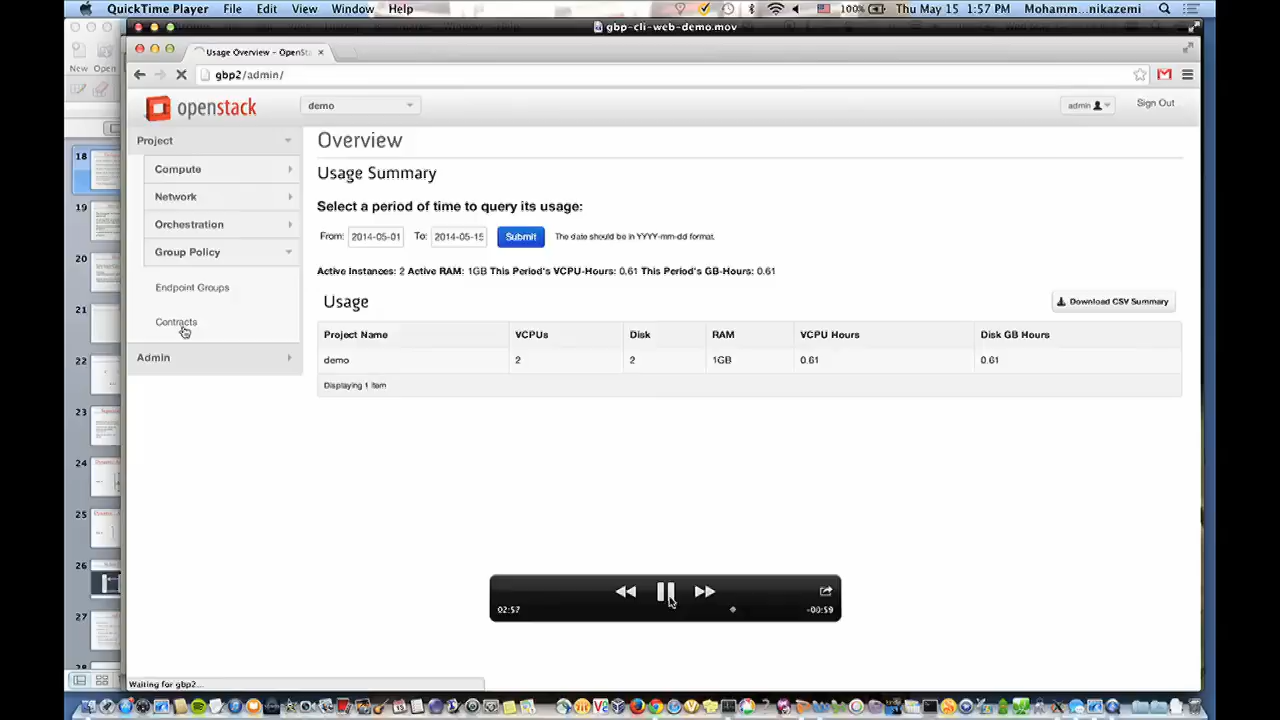 QuickTime Player File Edit View Window Help 100% Thu May 15 1:57 PM Mohamm...nikazemi
gbp-cli-web-demo.mov
Usage Overview - OpenSta
gbp2/admin/
New Open
openstack
demo
admin
Sign Out
Project
Compute
Network
Orchestration
Group Policy
Endpoint Groups
Contracts
Admin
Overview
Usage Summary
Select a period of time to query its usage:
From: 2014-05-01 To: 2014-05-15 Submit The date should be in YYYY-mm-dd format.
Active Instances: 2 Active RAM: 1GB This Period's VCPU-Hours: 0.61 This Period's GB-Hours: 0.61
Usage
Download CSV Summary
Project Name VCPUs Disk RAM VCPU Hours Disk GB Hours
demo 2 2 1GB 0.61 0.61
Displaying 1 item
18
19
20
21
22
23
24
25
26
27
02:57 -00:59
Waiting for gbp2...